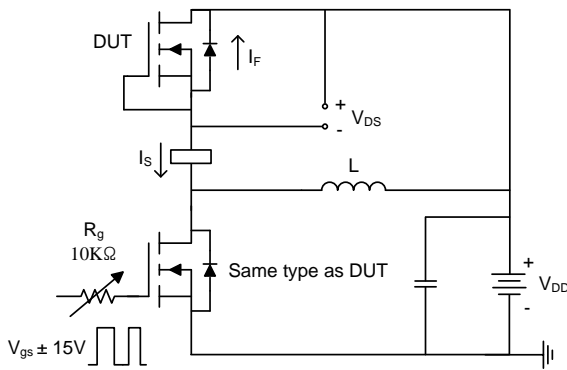 DUT
I_F
+
V_DS
-
I_S
L
R_g
10KΩ
Same type as DUT
+
V_DD
-
V_gs ± 15V